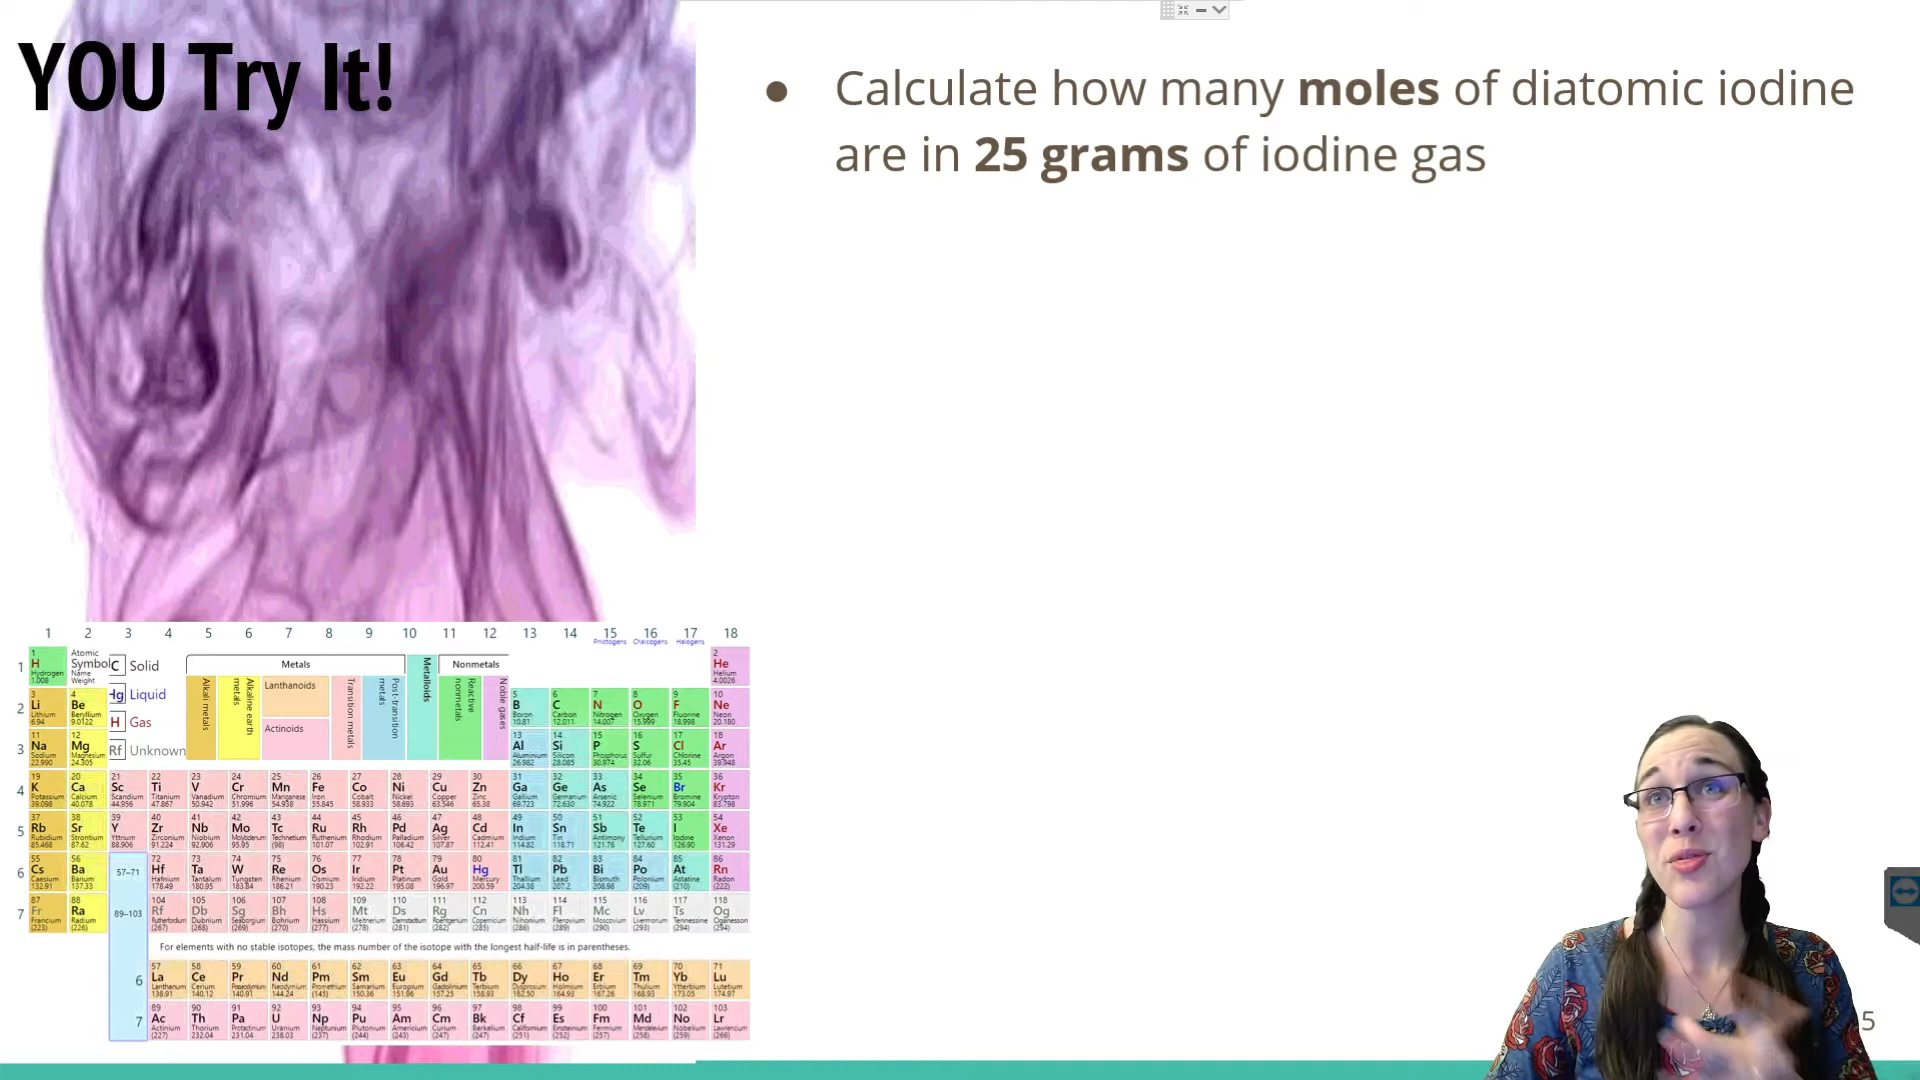 YOU Try It!
● Calculate how many moles of diatomic iodine
are in 25 grams of iodine gas
1 2 3 4 5 6 7 8 9 10 11 12 13 14 15 16 17 18
Pnictogens Chalcogens Halogens
Atomic
Symbol
Name
Weight
C Solid
Hg Liquid
H Gas
Rf Unknown
Metals
Metalloids
Nonmetals
Alkali metals
Alkaline earth metals
Lanthanoids
Actinoids
Transition metals
Post-transition metals
Reactive nonmetals
Noble gases
1
1 H Hydrogen 1.008
2 He Helium 4.0026
2
3 Li Lithium 6.94
4 Be Beryllium 9.0122
5 B Boron 10.81
6 C Carbon 12.011
7 N Nitrogen 14.007
8 O Oxygen 15.999
9 F Fluorine 18.998
10 Ne Neon 20.180
3
11 Na Sodium 22.990
12 Mg Magnesium 24.305
13 Al Aluminium 26.982
14 Si Silicon 28.085
15 P Phosphorus 30.974
16 S Sulfur 32.06
17 Cl Chlorine 35.45
18 Ar Argon 39.948
4
19 K Potassium 39.098
20 Ca Calcium 40.078
21 Sc Scandium 44.956
22 Ti Titanium 47.867
23 V Vanadium 50.942
24 Cr Chromium 51.996
25 Mn Manganese 54.938
26 Fe Iron 55.845
27 Co Cobalt 58.933
28 Ni Nickel 58.693
29 Cu Copper 63.546
30 Zn Zinc 65.38
31 Ga Gallium 69.723
32 Ge Germanium 72.630
33 As Arsenic 74.922
34 Se Selenium 78.971
35 Br Bromine 79.904
36 Kr Krypton 83.798
5
37 Rb Rubidium 85.468
38 Sr Strontium 87.62
39 Y Yttrium 88.906
40 Zr Zirconium 91.224
41 Nb Niobium 92.906
42 Mo Molybdenum 95.95
43 Tc Technetium (98)
44 Ru Ruthenium 101.07
45 Rh Rhodium 102.91
46 Pd Palladium 106.42
47 Ag Silver 107.87
48 Cd Cadmium 112.41
49 In Indium 114.82
50 Sn Tin 118.71
51 Sb Antimony 121.76
52 Te Tellurium 127.60
53 I Iodine 126.90
54 Xe Xenon 131.29
6
55 Cs Caesium 132.91
56 Ba Barium 137.33
57–71
72 Hf Hafnium 178.49
73 Ta Tantalum 180.95
74 W Tungsten 183.84
75 Re Rhenium 186.21
76 Os Osmium 190.23
77 Ir Iridium 192.22
78 Pt Platinum 195.08
79 Au Gold 196.97
80 Hg Mercury 200.59
81 Tl Thallium 204.38
82 Pb Lead 207.2
83 Bi Bismuth 208.98
84 Po Polonium (209)
85 At Astatine (210)
86 Rn Radon (222)
7
87 Fr Francium (223)
88 Ra Radium (226)
89–103
104 Rf Rutherfordium (267)
105 Db Dubnium (268)
106 Sg Seaborgium (269)
107 Bh Bohrium (270)
108 Hs Hassium (277)
109 Mt Meitnerium (278)
110 Ds Darmstadtium (281)
111 Rg Roentgenium (282)
112 Cn Copernicium (285)
113 Nh Nihonium (286)
114 Fl Flerovium (289)
115 Mc Moscovium (290)
116 Lv Livermorium (293)
117 Ts Tennessine (294)
118 Og Oganesson (294)
For elements with no stable isotopes, the mass number of the isotope with the longest half-life is in parentheses.
6
57 La Lanthanum 138.91
58 Ce Cerium 140.12
59 Pr Praseodymium 140.91
60 Nd Neodymium 144.24
61 Pm Promethium (145)
62 Sm Samarium 150.36
63 Eu Europium 151.96
64 Gd Gadolinium 157.25
65 Tb Terbium 158.93
66 Dy Dysprosium 162.50
67 Ho Holmium 164.93
68 Er Erbium 167.26
69 Tm Thulium 168.93
70 Yb Ytterbium 173.05
71 Lu Lutetium 174.97
7
89 Ac Actinium (227)
90 Th Thorium 232.04
91 Pa Protactinium 231.04
92 U Uranium 238.03
93 Np Neptunium (237)
94 Pu Plutonium (244)
95 Am Americium (243)
96 Cm Curium (247)
97 Bk Berkelium (247)
98 Cf Californium (251)
99 Es Einsteinium (252)
100 Fm Fermium (257)
101 Md Mendelevium (258)
102 No Nobelium (259)
103 Lr Lawrencium (266)
5